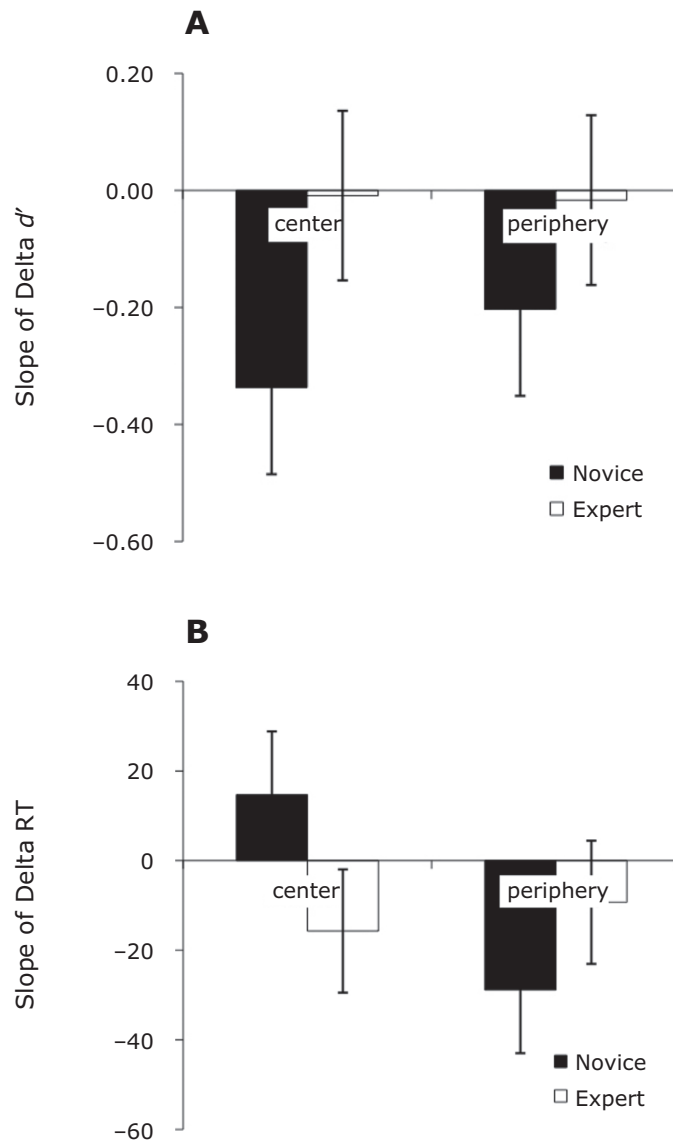 A
0.20
0.00
center
periphery
–0.20
–0.40
–0.60
Slope of Delta d′
Novice
Expert
B
40
20
0
center
periphery
–20
–40
–60
Slope of Delta RT
Novice
Expert